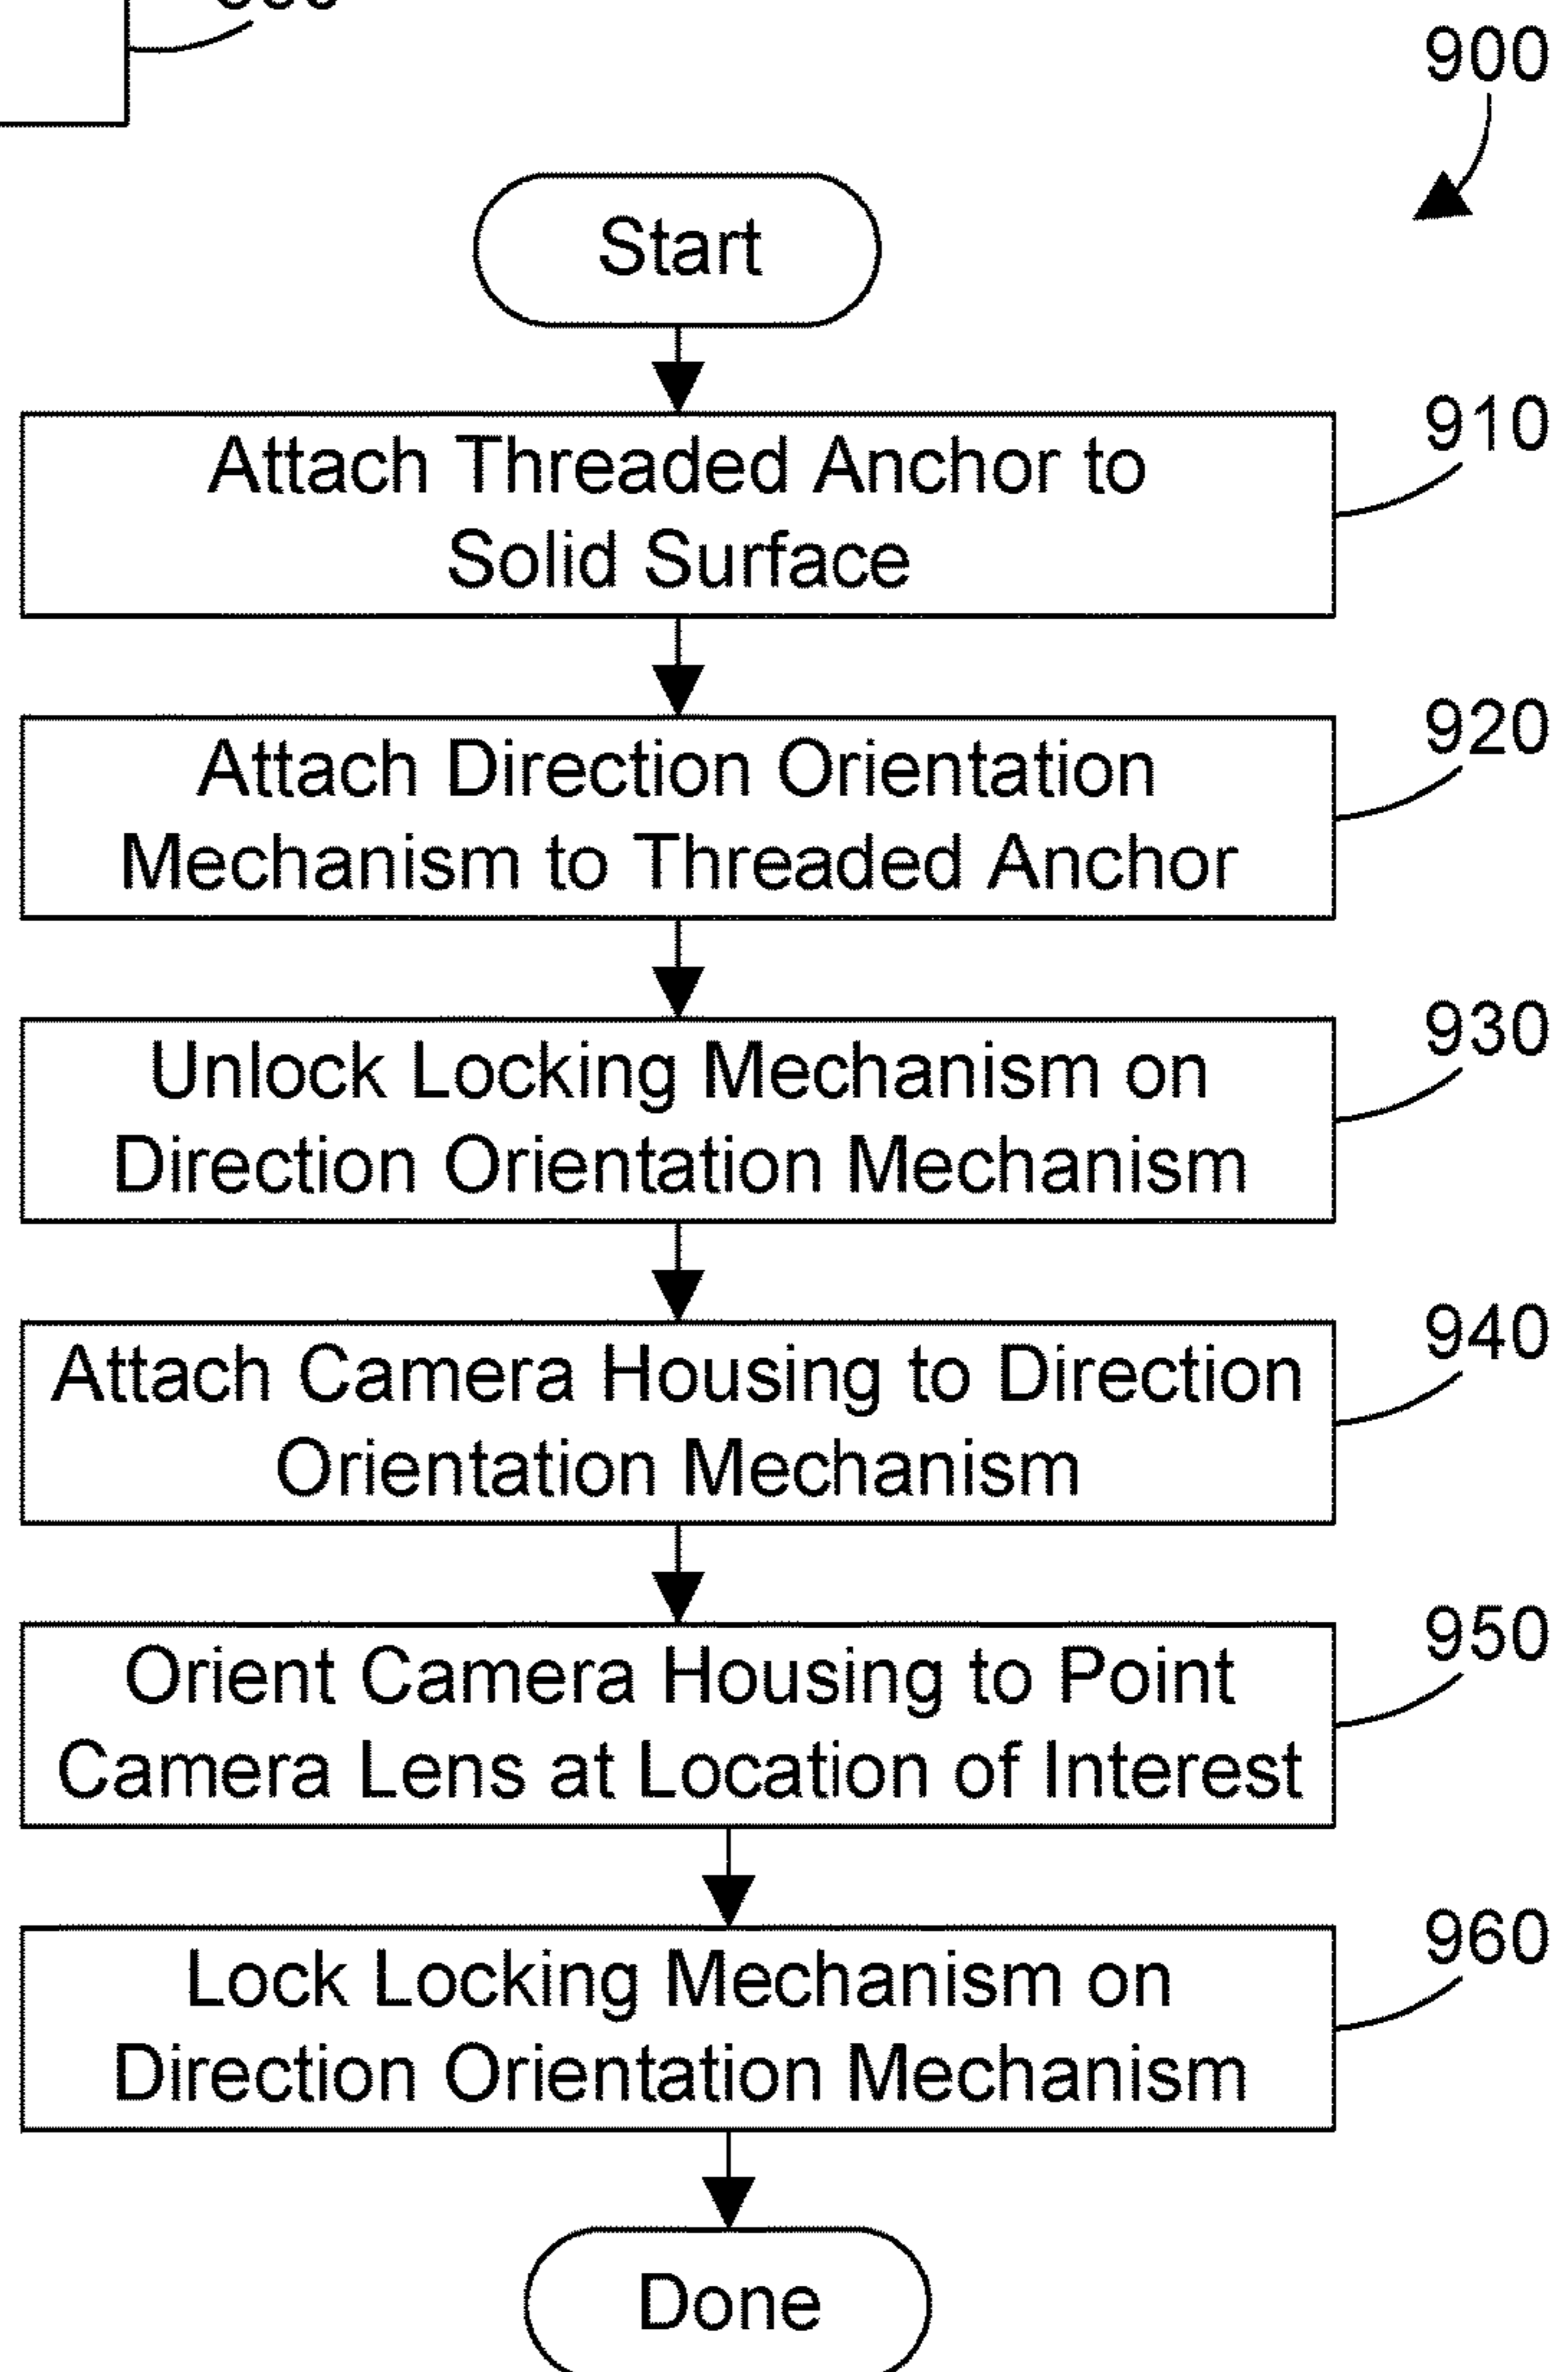 900
Start
Attach Threaded Anchor to
Solid Surface
910
Attach Direction Orientation
Mechanism to Threaded Anchor
920
Unlock Locking Mechanism on
Direction Orientation Mechanism
930
Attach Camera Housing to Direction
Orientation Mechanism
940
Orient Camera Housing to Point
Camera Lens at Location of Interest
950
Lock Locking Mechanism on
Direction Orientation Mechanism
960
Done